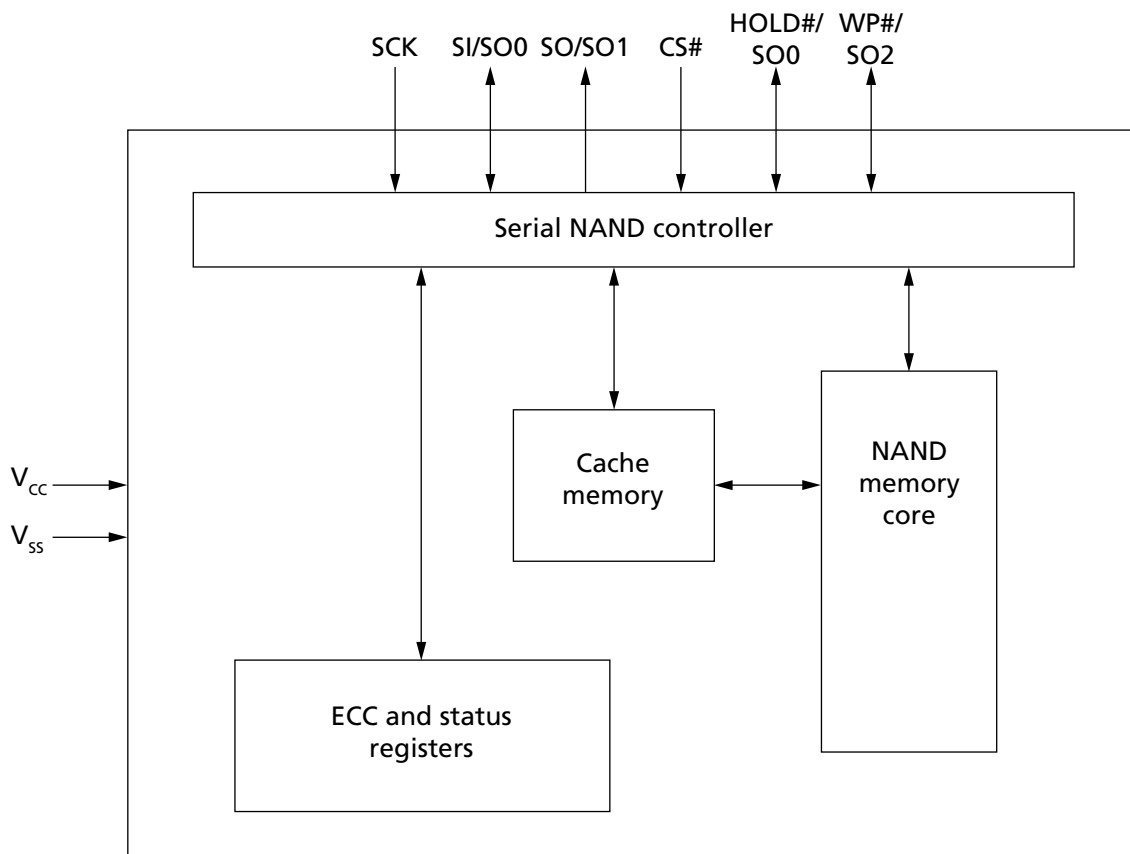 SCK SI/SO0 SO/SO1 CS# HOLD#/ WP#/
SO0 SO2
Serial NAND controller
Cache
memory
NAND
memory
core
VCC
VSS
ECC and status
registers